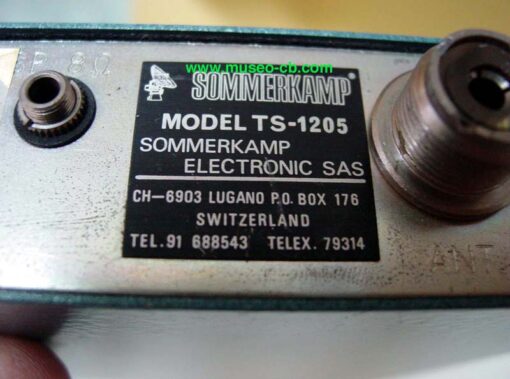 www.museo-cb.com
SOMMERKAMP
MODEL TS-1205
SOMMERKAMP
ELECTRONIC SAS
CH-6903 LUGANO P.O. BOX 176
SWITZERLAND
TEL. 91 688543 TELEX. 79314
ANT